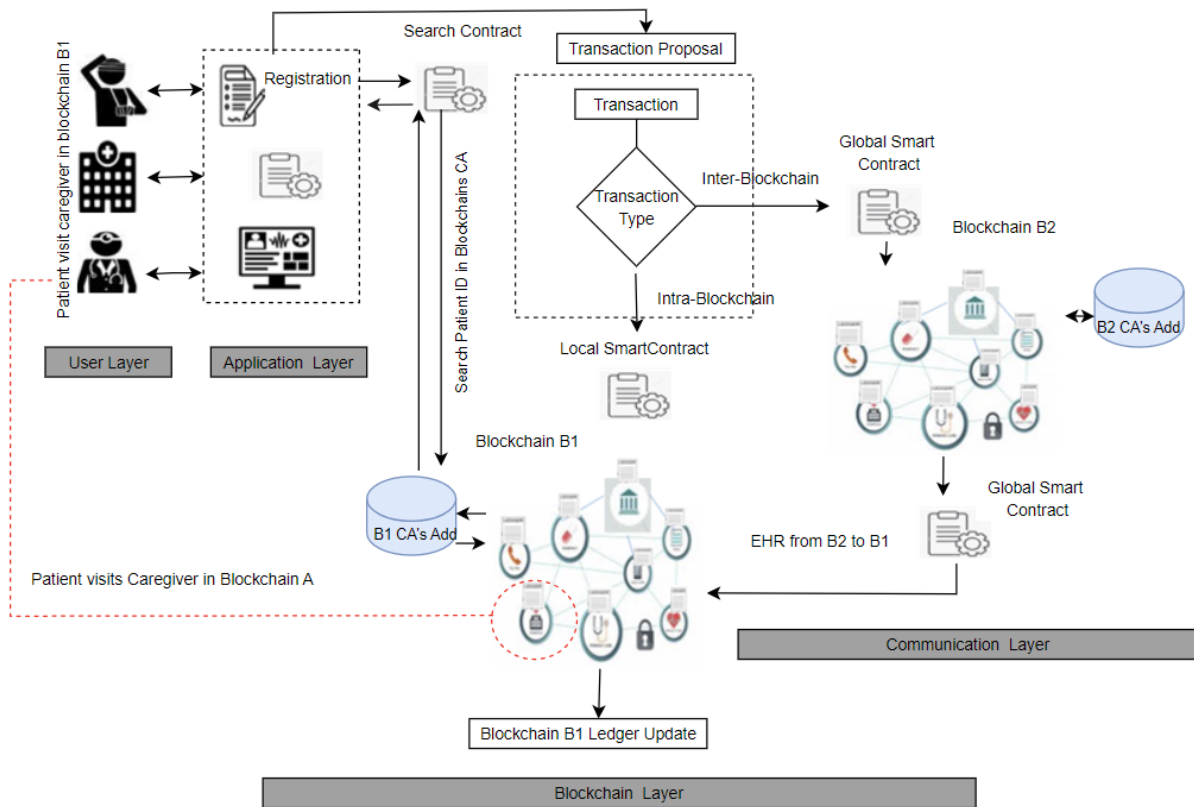 Search Contract
Transaction Proposal
Registration
Patient visit caregiver in blockchain B1
Transaction
Global Smart
Contract
Inter-Blockchain
Transaction
Type
Blockchain B2
Search Patient ID in Blockchains CA
Intra-Blockchain
B2 CA's Add
Local SmartContract
User Layer
Application Layer
Blockchain B1
Global Smart
Contract
B1 CA's Add
EHR from B2 to B1
Patient visits Caregiver in Blockchain A
Communication Layer
Blockchain B1 Ledger Update
Blockchain Layer